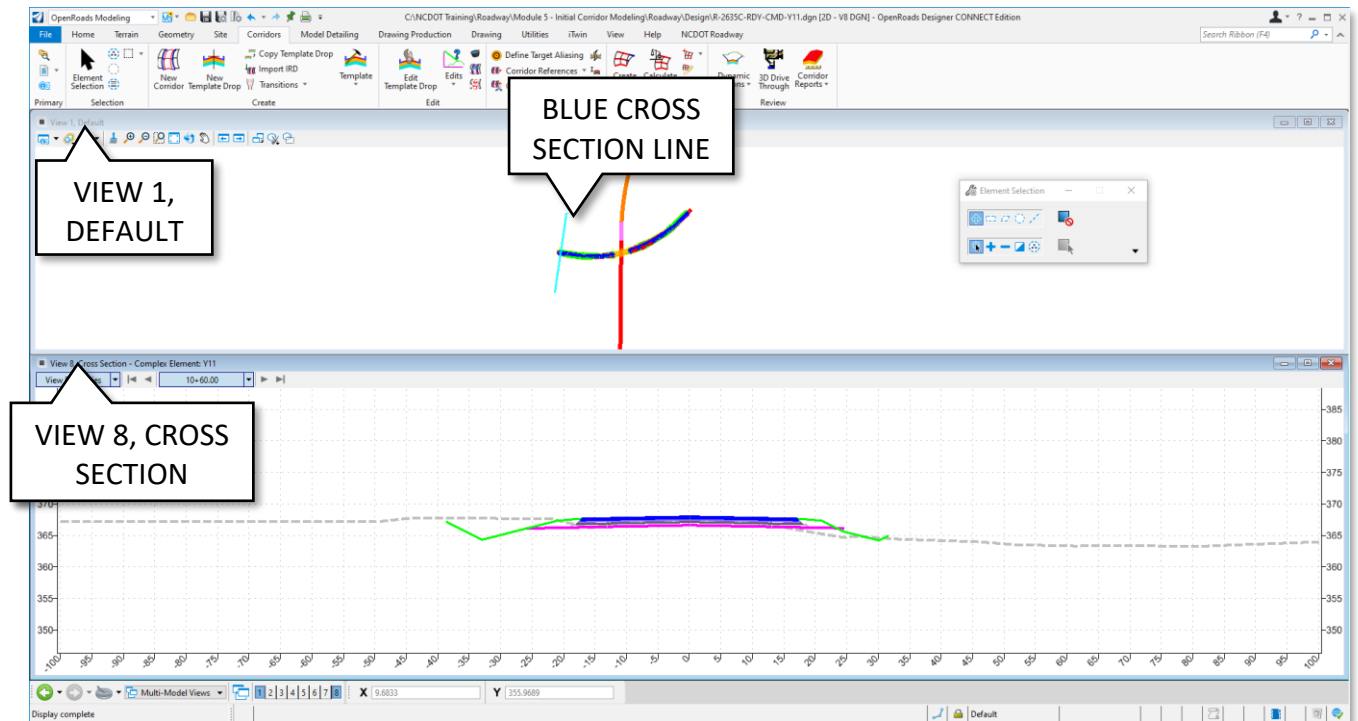 OpenRoads Modeling
C:\NCDOT Training\Roadway\Module 5 - Initial Corridor Modeling\Roadway\Design\R-2635C-RDY-CMD-Y11.dgn [2D - V8 DGN] - OpenRoads Designer CONNECT Edition
File Home Terrain Geometry Site Corridors Model Detailing Drawing Production Drawing Utilities iTwin View Help NCDOT Roadway
Search Ribbon (F4)
Element Selection
New Corridor
New Template Drop
Copy Template Drop
Import IRD
Transitions
Template
Edit Template Drop
Edits
Define Target Aliasing
Corridor References
Create
Calculate
Dynamic
3D Drive Through
Corridor Reports
Primary Selection Create Edit Review
View 1, Default
BLUE CROSS
SECTION LINE
VIEW 1,
DEFAULT
Element Selection
View 8, Cross Section - Complex Element: Y11
10+60.00
VIEW 8, CROSS
SECTION
385
380
375
370 370
365 365
360 360
355 355
350 350
-100 -95 -90 -85 -80 -75 -70 -65 -60 -55 -50 -45 -40 -35 -30 -25 -20 -15 -10 -5 0 5 10 15 20 25 30 35 40 45 50 55 60 65 70 75 80 85 90 95 100
Multi-Model Views 1 2 3 4 5 6 7 8 X 9.6833 Y 355.9689
Display complete
Default